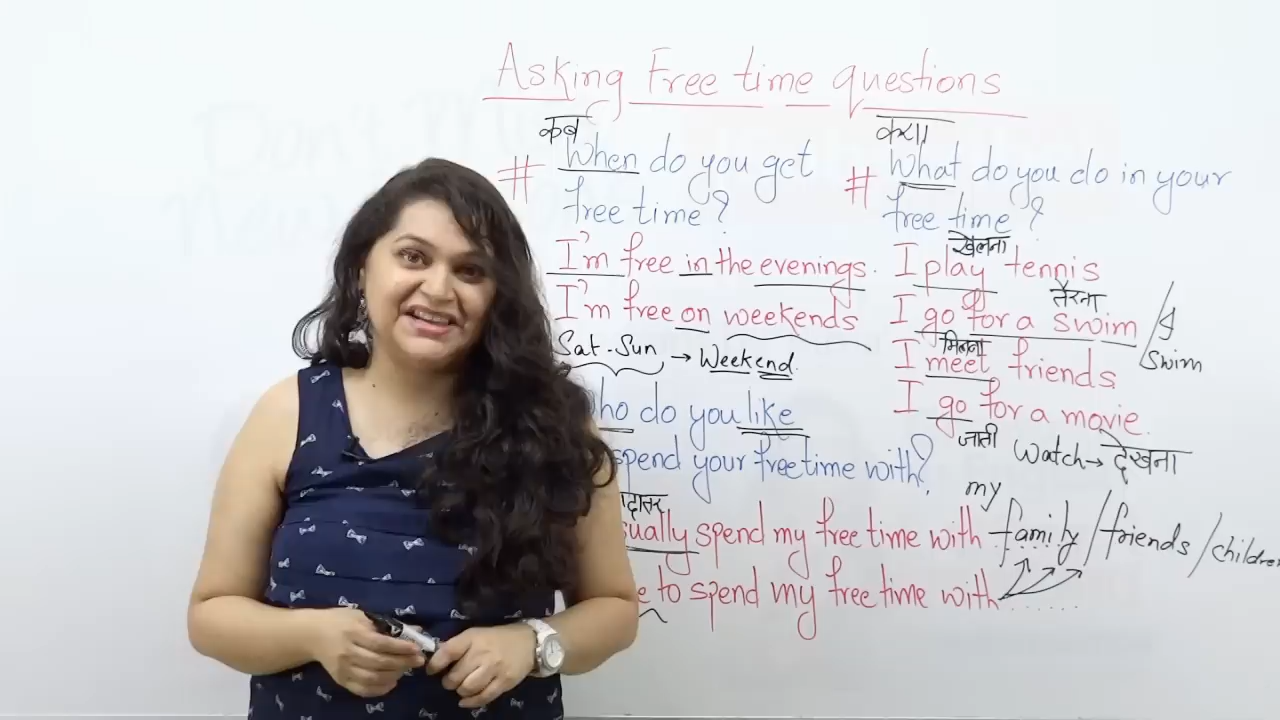 Asking Free time questions
कब
# When do you get
free time?
I'm free in the evenings.
I'm free on weekends
Sat-Sun → Weekend.
क्या
# What do you do in your
free time?
खेलना
I play tennis
तैरना
I go for a swim / swim
मिलना
I meet friends
I go for a movie.
जाती
Watch → देखना
do you like
spend your free time with?
my
spend my free time with family / friends /
to spend my free time with .......